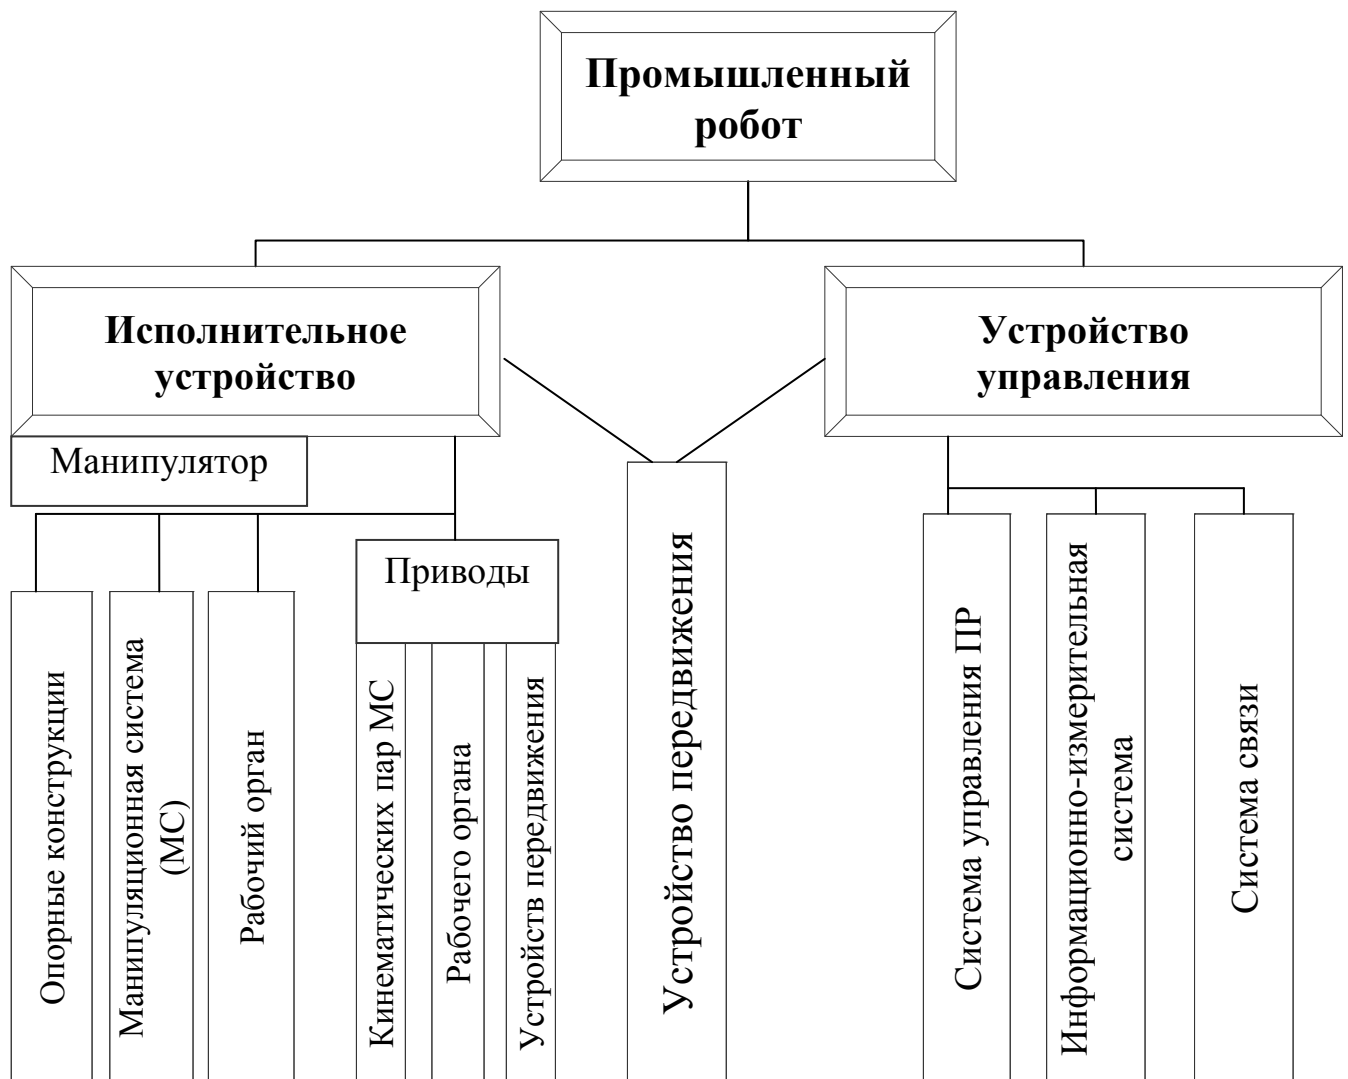 Промышленный
робот
Исполнительное
устройство
Устройство
управления
Манипулятор
Приводы
Опорные конструкции
Манипуляционная система
(МС)
Рабочий орган
Кинематических пар МС
Рабочего органа
Устройств передвижения
Устройство передвижения
Система управления ПР
Информационно-измерительная
система
Система связи